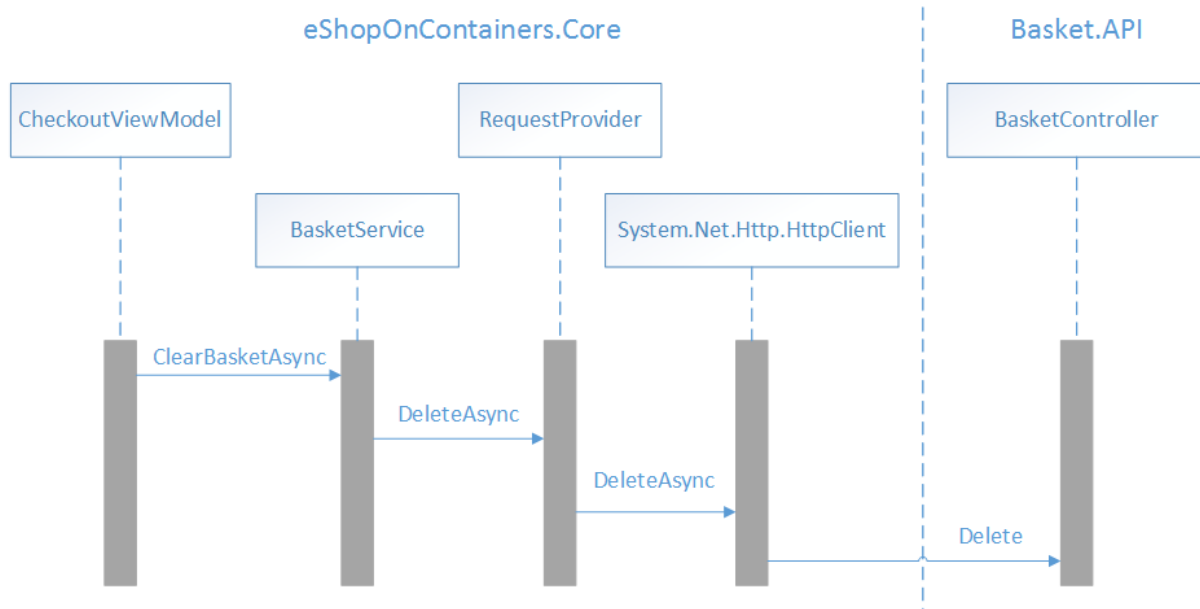 eShopOnContainers.Core
Basket.API
CheckoutViewModel
RequestProvider
BasketController
BasketService
System.Net.Http.HttpClient
ClearBasketAsync
DeleteAsync
DeleteAsync
Delete